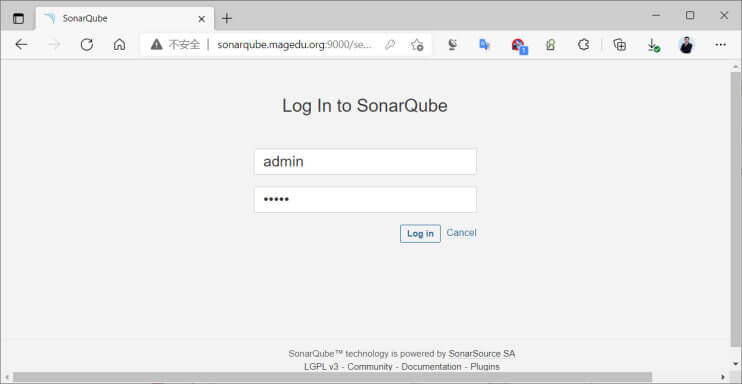 SonarQube
不安全 sonarqube.magedu.org:9000/se...
1
Log In to SonarQube
admin
•••••
Log in Cancel
SonarQube™ technology is powered by SonarSource SA
LGPL v3 - Community - Documentation - Plugins